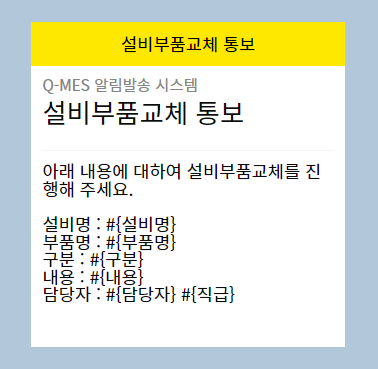 설비부품교체 통보
Q-MES 알림발송 시스템
설비부품교체 통보
아래 내용에 대하여 설비부품교체를 진
행해 주세요.
설비명 : #{설비명}
부품명 : #{부품명}
구분 : #{구분}
내용 : #{내용}
담당자 : #{담당자} #{직급}